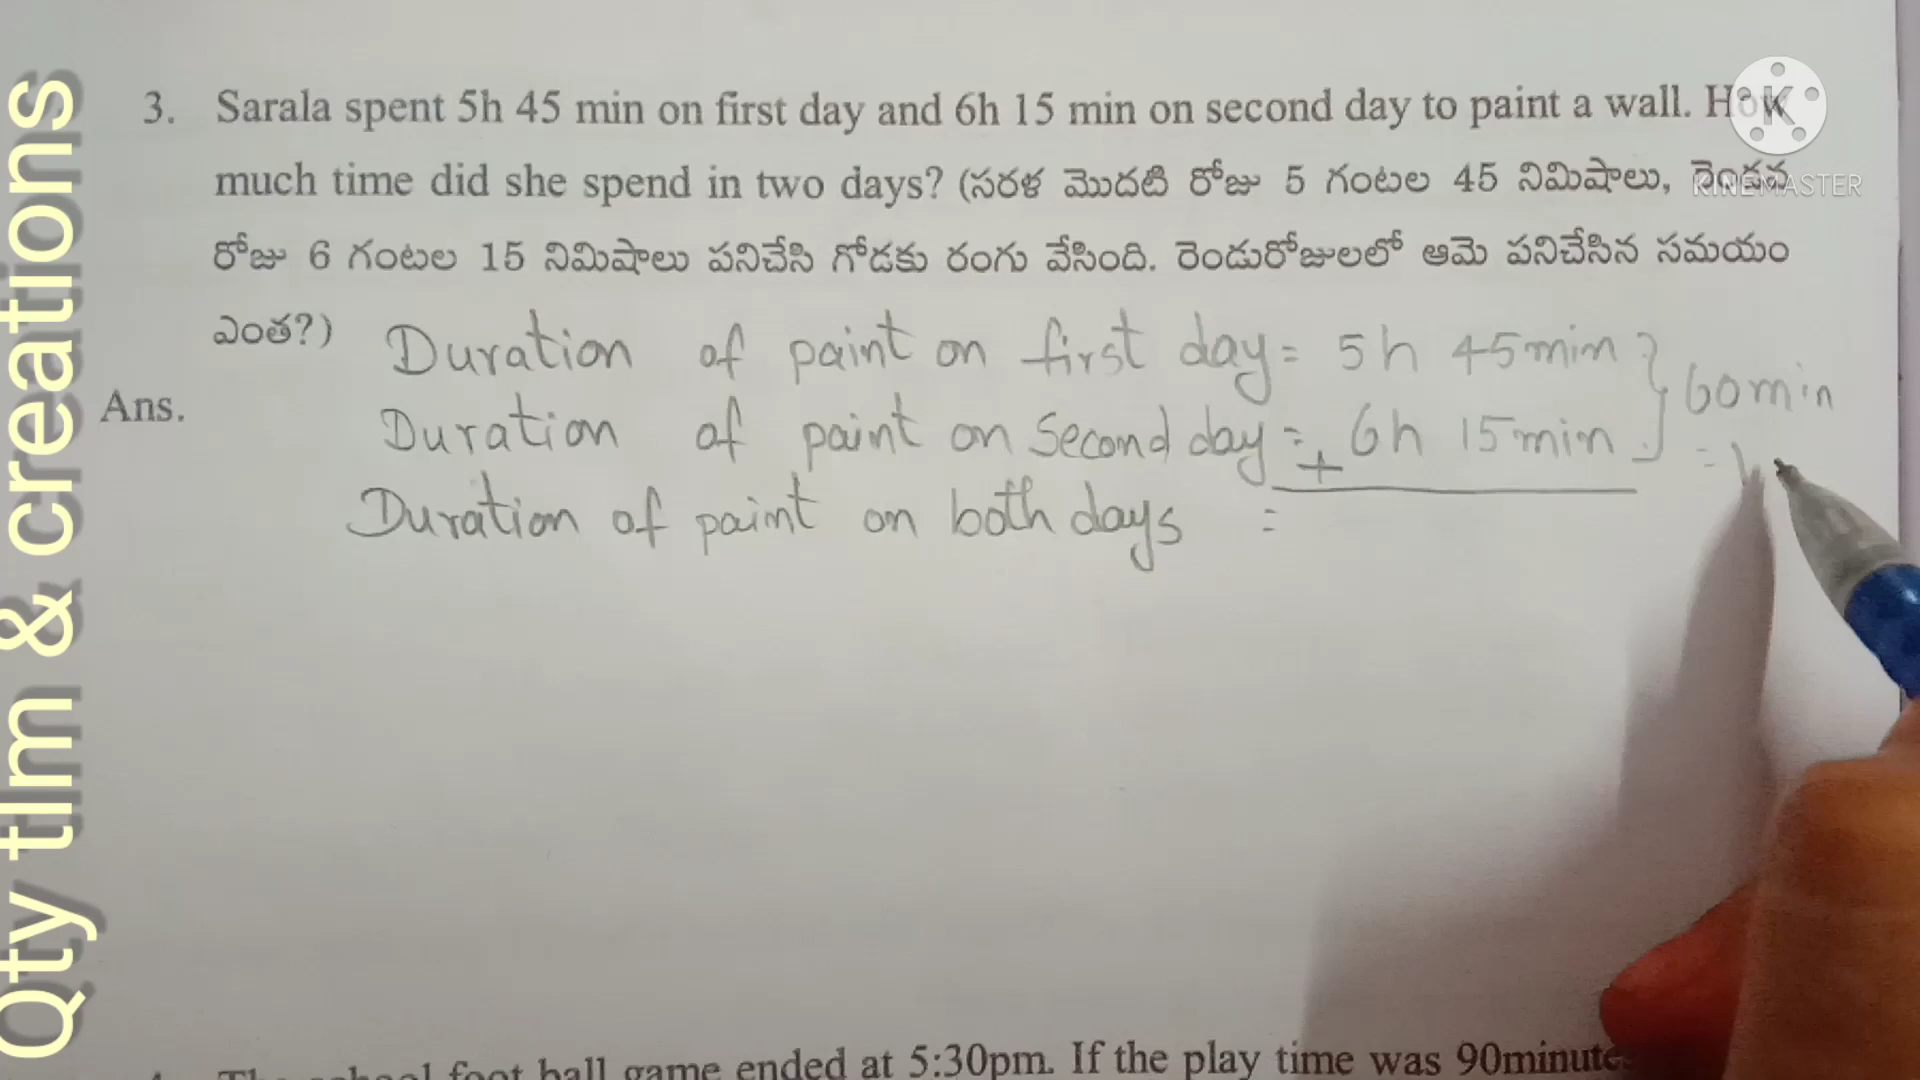 3. Sarala spent 5h 45 min on first day and 6h 15 min on second day to paint a wall. How
much time did she spend in two days? (సరళ మొదటి రోజు 5 గంటల 45 నిమిషాలు, రెండవ
రోజు 6 గంటల 15 నిమిషాలు పనిచేసి గోడకు రంగు వేసింది. రెండురోజులలో ఆమె పనిచేసిన సమయం
ఎంత?)
Duration of paint on first day = 5h 45min } 60min
Ans.
Duration of paint on Second day = + 6h 15min = 1
Duration of paint on both days =
The school foot ball game ended at 5:30pm. If the play time was 90minute
K
KINEMASTER
Qty tlm & creations